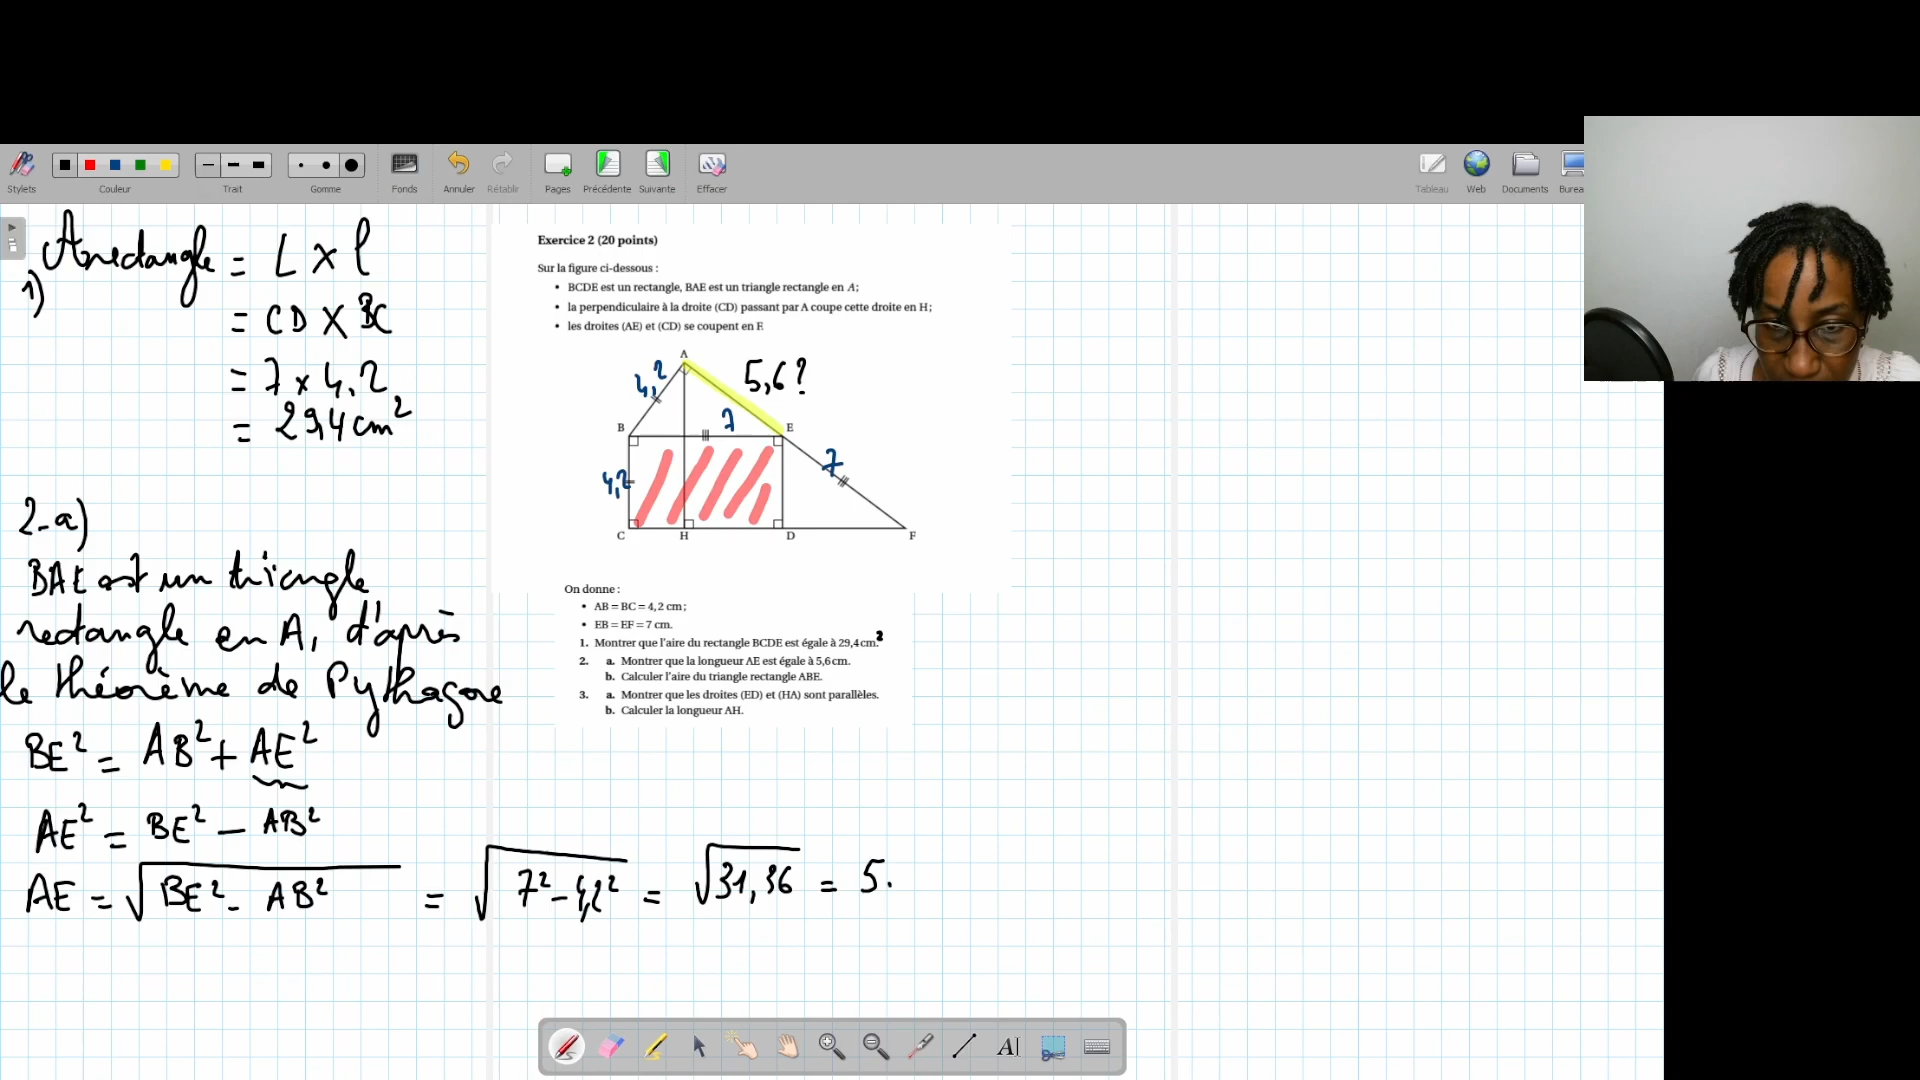 Stylets
Couleur
Trait
Gomme
Fonds
Annuler
Rétablir
Pages
Précédente
Suivante
Effacer
Tableau
Web
Documents
Burea
1)
Arectangle = L x l
= CD x BC
= 7 x 4,2
= 29,4 cm²
2-a)
BAE est un triangle
rectangle en A, d'après
le théorème de Pythagore
BE² = AB² + AE²
AE² = BE² - AB²
AE = √BE² - AB² = √7² - 4,2² = √31,36 = 5.
Exercice 2 (20 points)
Sur la figure ci-dessous :
• BCDE est un rectangle, BAE est un triangle rectangle en A;
• la perpendiculaire à la droite (CD) passant par A coupe cette droite en H;
• les droites (AE) et (CD) se coupent en F.
A
4,2
5,6?
B
7
E
7
4,2
C
H
D
F
On donne :
• AB = BC = 4,2 cm;
• EB = EF = 7 cm.
1. Montrer que l'aire du rectangle BCDE est égale à 29,4 cm².
2. a. Montrer que la longueur AE est égale à 5,6 cm.
b. Calculer l'aire du triangle rectangle ABE.
3. a. Montrer que les droites (ED) et (HA) sont parallèles.
b. Calculer la longueur AH.
A|